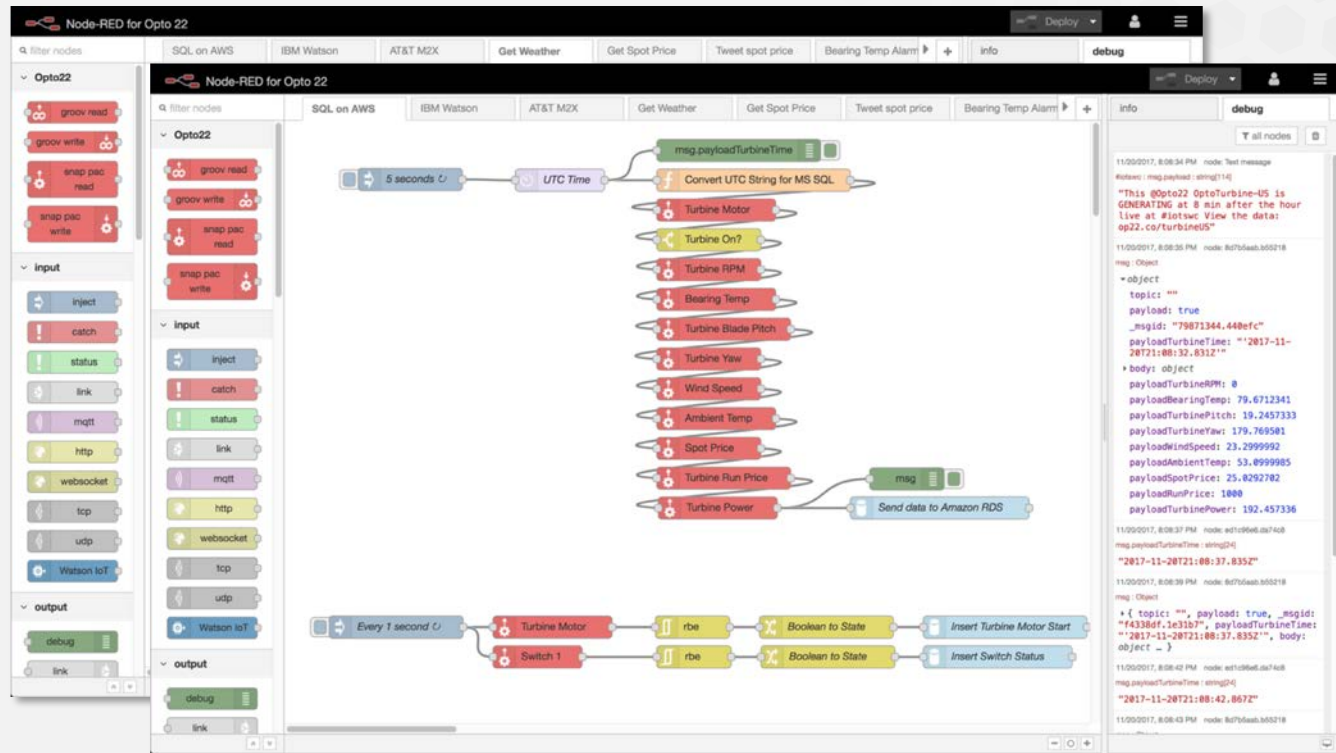 Node-RED for Opto 22
Deploy
filter nodes
SQL on AWS
IBM Watson
AT&T M2X
Get Weather
Get Spot Price
Tweet spot price
Bearing Temp Alarm
+
info
debug
Opto22
groov read
groov write
snap pac
read
snap pac
write
input
inject
catch
status
link
mqtt
http
websocket
tcp
udp
Watson IoT
output
debug
link
Node-RED for Opto 22
Deploy
filter nodes
SQL on AWS
IBM Watson
AT&T M2X
Get Weather
Get Spot Price
Tweet spot price
Bearing Temp Alarm
+
info
debug
Opto22
groov read
groov write
snap pac
read
snap pac
write
input
inject
catch
status
link
mqtt
http
websocket
tcp
udp
Watson IoT
output
debug
link
msg.payloadTurbineTime
5 seconds ↻
UTC Time
Convert UTC String for MS SQL
Turbine Motor
Turbine On?
Turbine RPM
Bearing Temp
Turbine Blade Pitch
Turbine Yaw
Wind Speed
Ambient Temp
Spot Price
Turbine Run Price
msg
Turbine Power
Send data to Amazon RDS
Every 1 second ↻
Turbine Motor
rbe
Boolean to State
Insert Turbine Motor Start
Switch 1
rbe
Boolean to State
Insert Switch Status
all nodes
11/20/2017, 8:08:34 PM node: Test message
#iotswc : msg.payload : string[114]
"This @Opto22 OptoTurbine-US is
GENERATING at 8 min after the hour
live at #iotswc View the data:
op22.co/turbineUS"
11/20/2017, 8:08:35 PM node: 8d7b5aab.b55218
msg : Object
object
topic: ""
payload: true
_msgid: "79871344.440efc"
payloadTurbineTime: "'2017-11-
20T21:08:32.831Z'"
body: object
payloadTurbineRPM: 0
payloadBearingTemp: 79.6712341
payloadTurbinePitch: 19.2457333
payloadTurbineYaw: 179.769501
payloadWindSpeed: 23.2999992
payloadAmbientTemp: 53.0999985
payloadSpotPrice: 25.0292702
payloadRunPrice: 1000
payloadTurbinePower: 192.457336
11/20/2017, 8:08:37 PM node: ed1c96e6.da74c8
msg.payloadTurbineTime : string[24]
"2017-11-20T21:08:37.835Z"
11/20/2017, 8:08:39 PM node: 8d7b5aab.b55218
msg : Object
{ topic: "", payload: true, _msgid:
"f4338df.1e31b7", payloadTurbineTime:
"'2017-11-20T21:08:37.835Z'", body:
object … }
11/20/2017, 8:08:42 PM node: ed1c96e6.da74c8
msg.payloadTurbineTime : string[24]
"2017-11-20T21:08:42.867Z"
11/20/2017, 8:08:43 PM node: 8d7b5aab.b55218